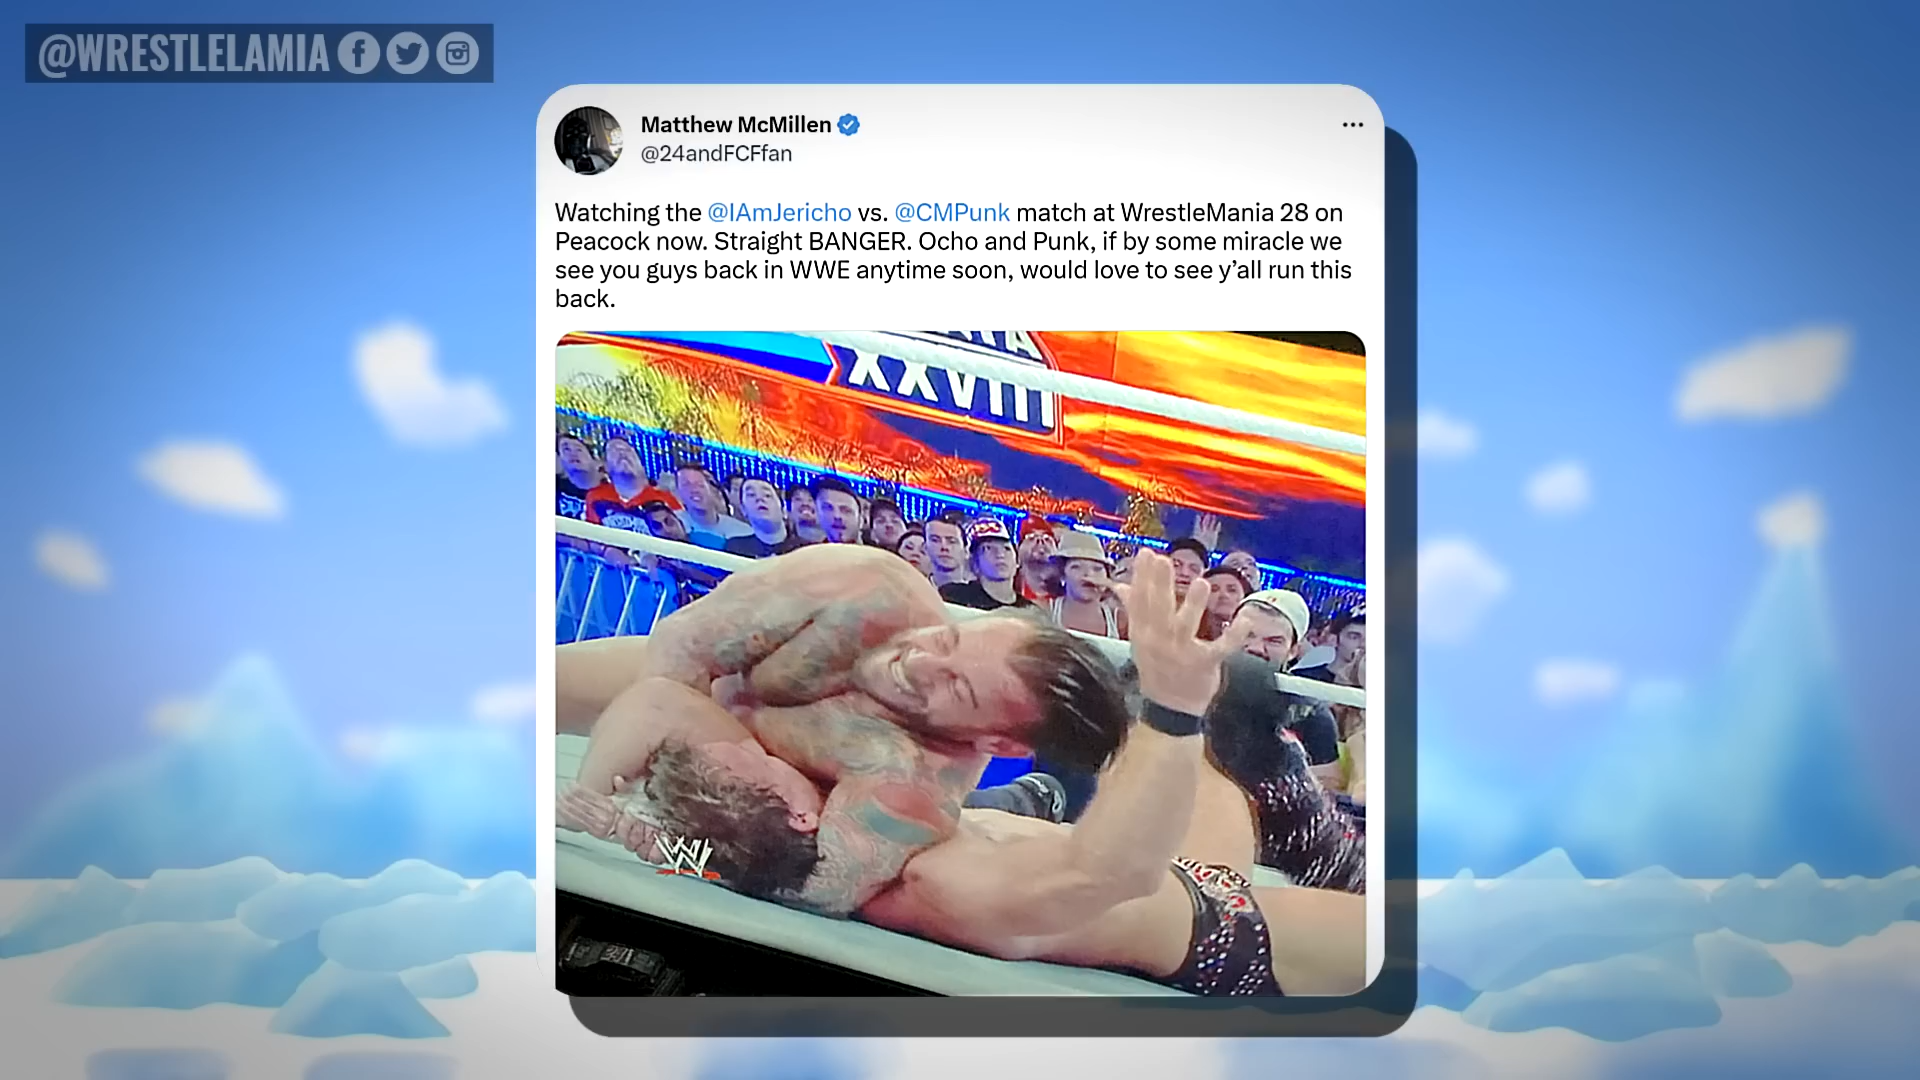 @WRESTLELAMIA
Matthew McMillen
@24andFCFfan
Watching the @IAmJericho vs. @CMPunk match at WrestleMania 28 on
Peacock now. Straight BANGER. Ocho and Punk, if by some miracle we
see you guys back in WWE anytime soon, would love to see y’all run this
back.
XXVIII